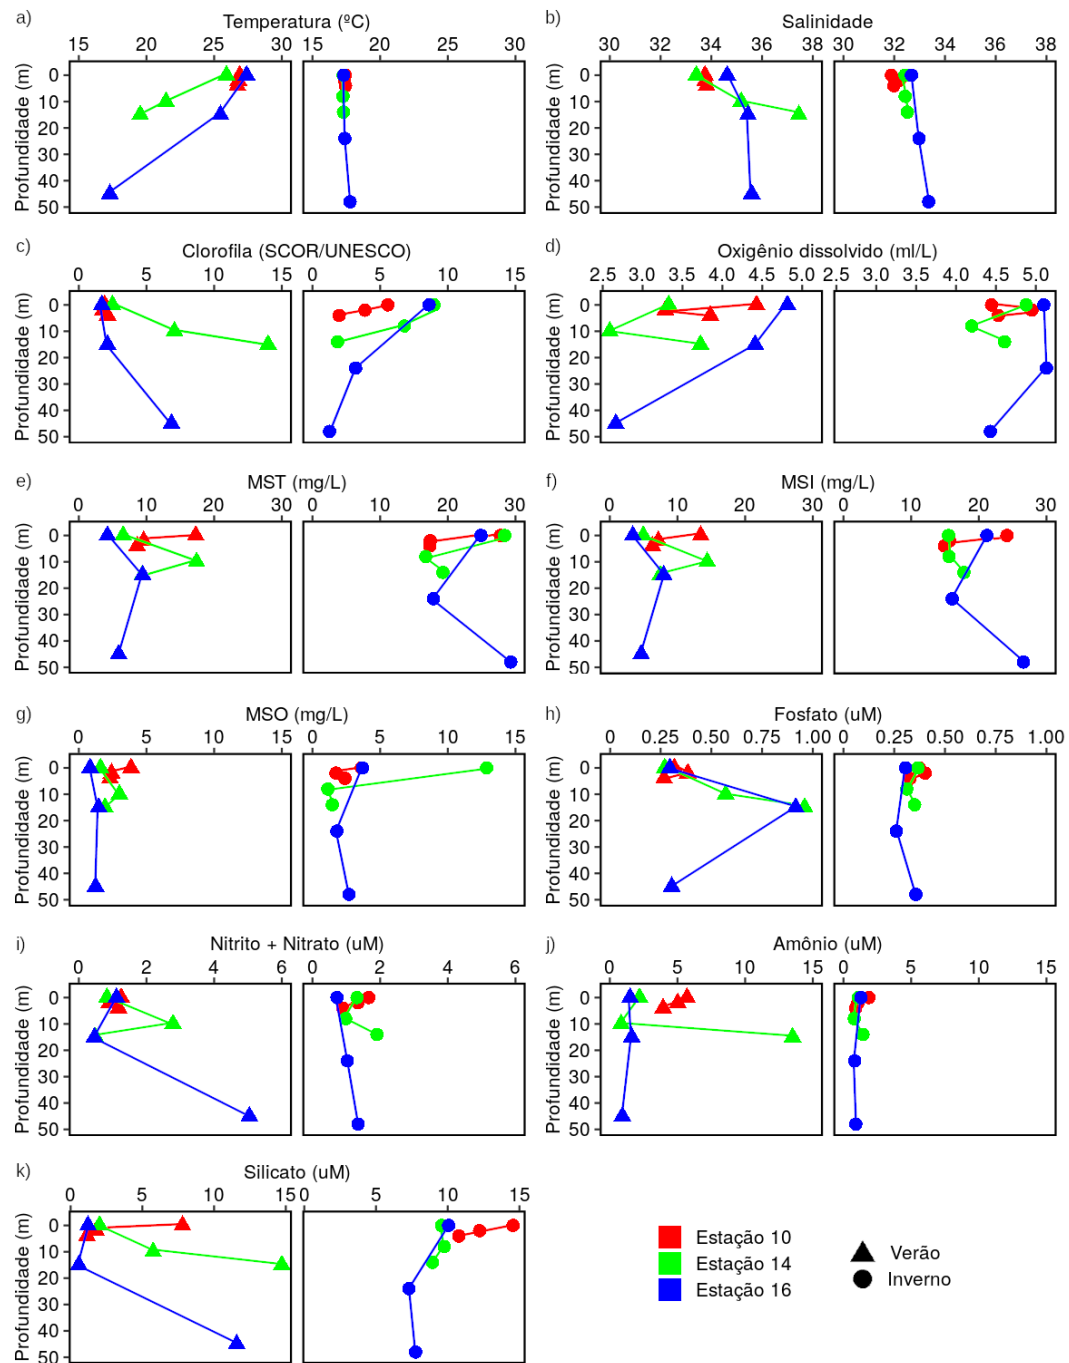 a) Temperatura (ºC) b) Salinidade
15 20 25 30 15 20 25 30 30 32 34 36 38 30 32 34 36 38
Profundidade (m) 0 10 20 30 40 50 Profundidade (m) 0 10 20 30 40 50
c) Clorofila (SCOR/UNESCO) d) Oxigênio dissolvido (ml/L)
0 5 10 15 0 5 10 15 2.5 3.0 3.5 4.0 4.5 5.0 2.5 3.0 3.5 4.0 4.5 5.0
Profundidade (m) 0 10 20 30 40 50 Profundidade (m) 0 10 20 30 40 50
e) MST (mg/L) f) MSI (mg/L)
0 10 20 30 0 10 20 30 0 10 20 30 0 10 20 30
Profundidade (m) 0 10 20 30 40 50 Profundidade (m) 0 10 20 30 40 50
g) MSO (mg/L) h) Fosfato (uM)
0 5 10 15 0 5 10 15 0 0.25 0.50 0.75 1.00 0 0.25 0.50 0.75 1.00
Profundidade (m) 0 10 20 30 40 50 Profundidade (m) 0 10 20 30 40 50
i) Nitrito + Nitrato (uM) j) Amônio (uM)
0 2 4 6 0 2 4 6 0 5 10 15 0 5 10 15
Profundidade (m) 0 10 20 30 40 50 Profundidade (m) 0 10 20 30 40 50
k) Silicato (uM)
0 5 10 15 0 5 10 15
Profundidade (m) 0 10 20 30 40 50
Estação 10
Estação 14
Estação 16
Verão
Inverno